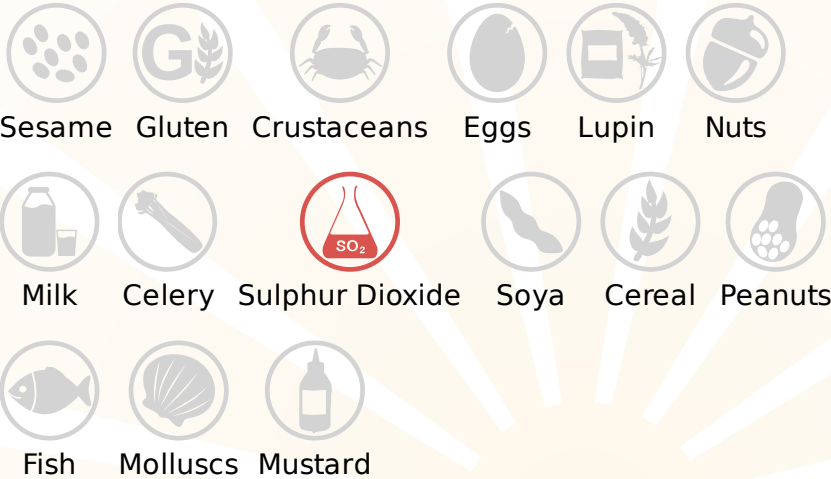 G
Sesame Gluten Crustaceans Eggs Lupin Nuts
SO₂
Milk Celery Sulphur Dioxide Soya Cereal Peanuts
Fish Molluscs Mustard